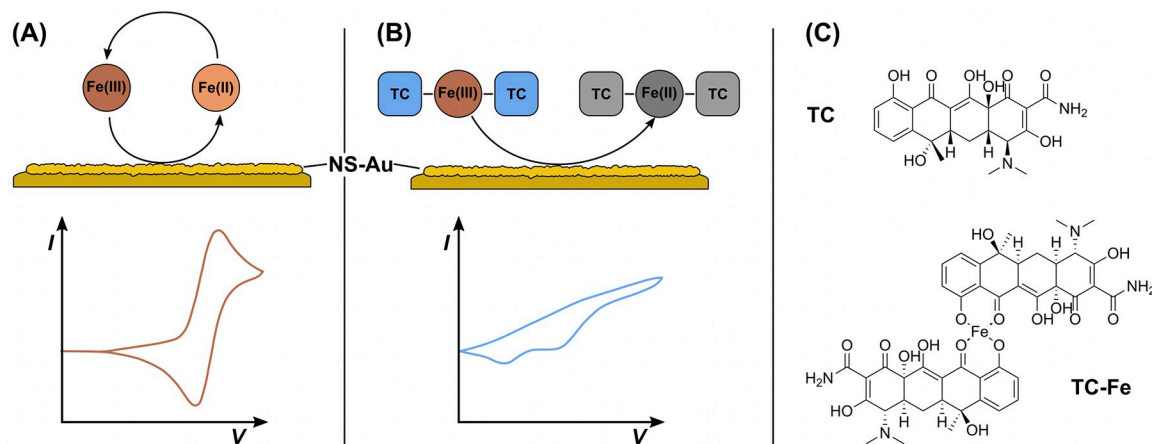 (A)
Fe(III)
Fe(II)
NS-Au
I
V
(B)
TC
Fe(III)
TC
TC
Fe(II)
TC
I
V
(C)
TC
OH
O
OH
OH
O
O
NH₂
OH
HO
H
H
N
HO
H
H
N
OH
NH₂
O
O
OH
HO
O
O
Fe
O
O
O
O
OH
OH
O
H₂N
OH
H
H
N
OH
TC-Fe